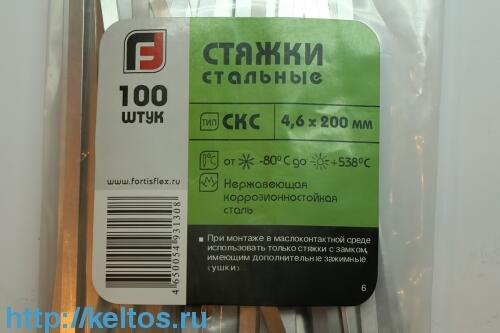 СТЯЖКИ
СТАЛЬНЫЕ
100
ШТУК
ТИП СКС 4,6 x 200 мм
от -80°C до +538°C
Нержавеющая
коррозионностойкая
сталь
www.fortisflex.ru
4 650054 931308
При монтаже в маслоконтактной среде
использовать только стяжки с замком,
имеющим дополнительные зажимные
(ушки)
6
http://keltos.ru